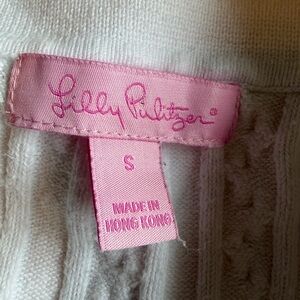 Lilly Pulitzer®
S
MADE IN
HONG KONG